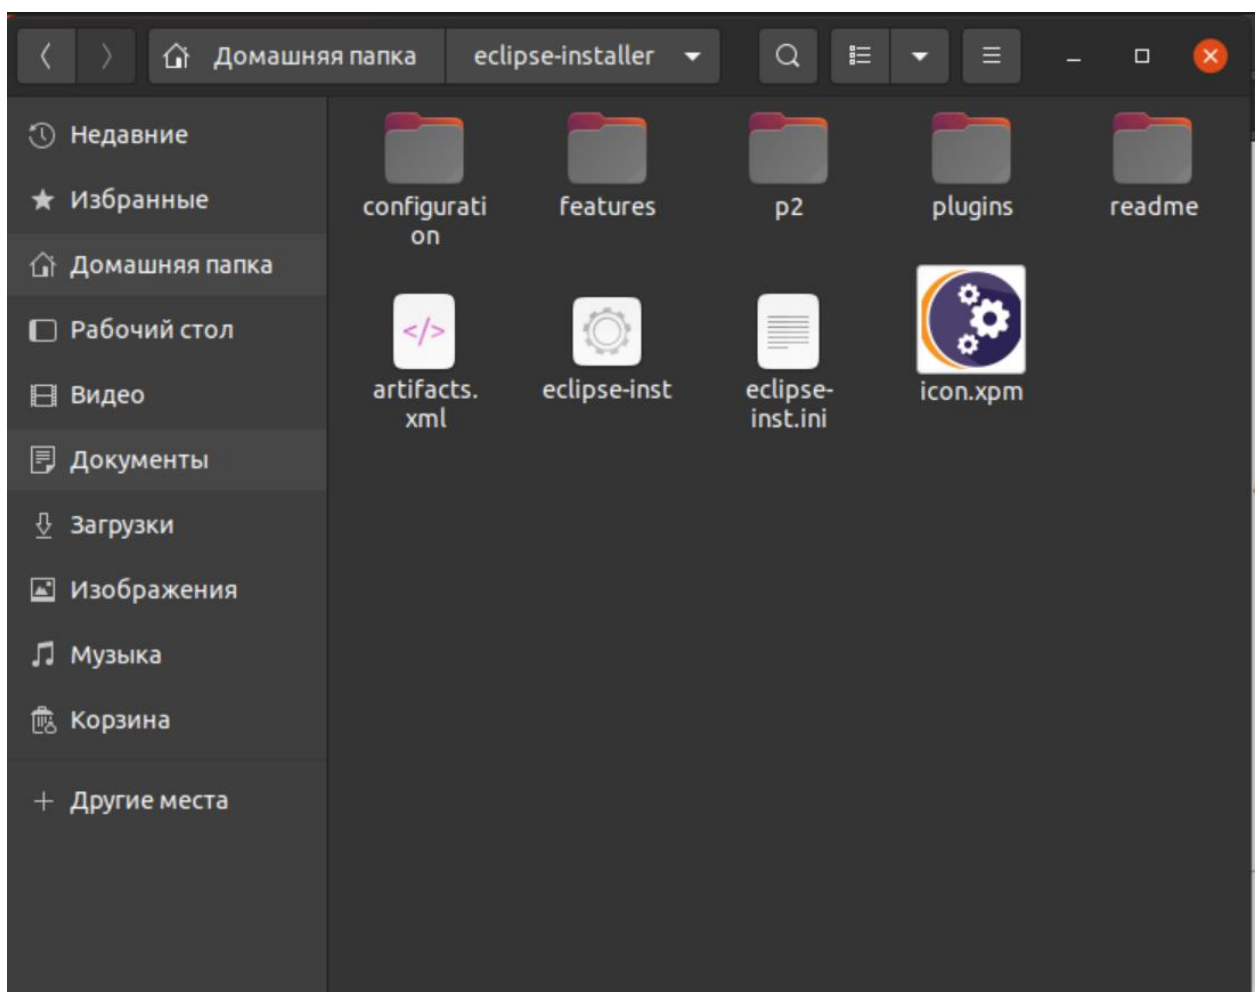 Домашняя папка eclipse-installer
Недавние
Избранные
Домашняя папка
Рабочий стол
Видео
Документы
Загрузки
Изображения
Музыка
Корзина
Другие места
configurati
on
features
p2
plugins
readme
artifacts.
xml
eclipse-inst
eclipse-
inst.ini
icon.xpm